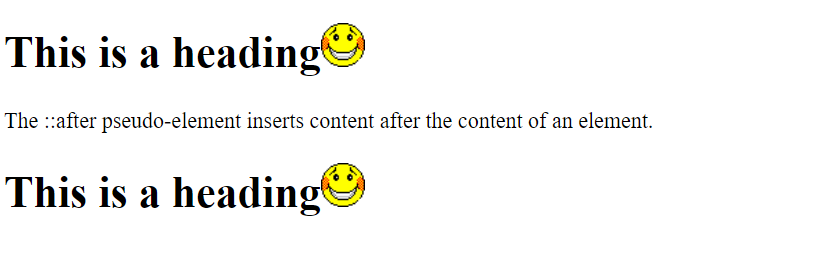 This is a heading
The ::after pseudo-element inserts content after the content of an element.
This is a heading